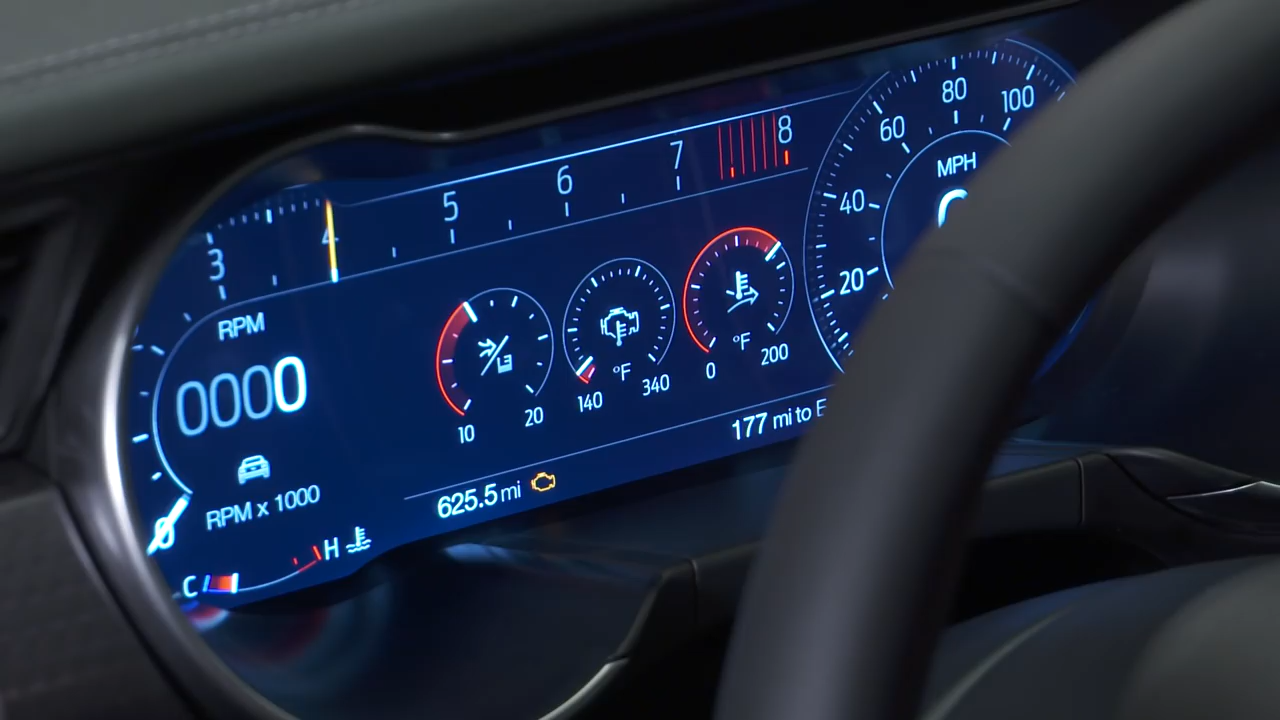 3 4 5 6 7 8
RPM
0000
RPM x 1000
C H
10 20
°F
140 340
°F
0 200
625.5 mi
177 mi to
20 40 60 80 100
MPH
0